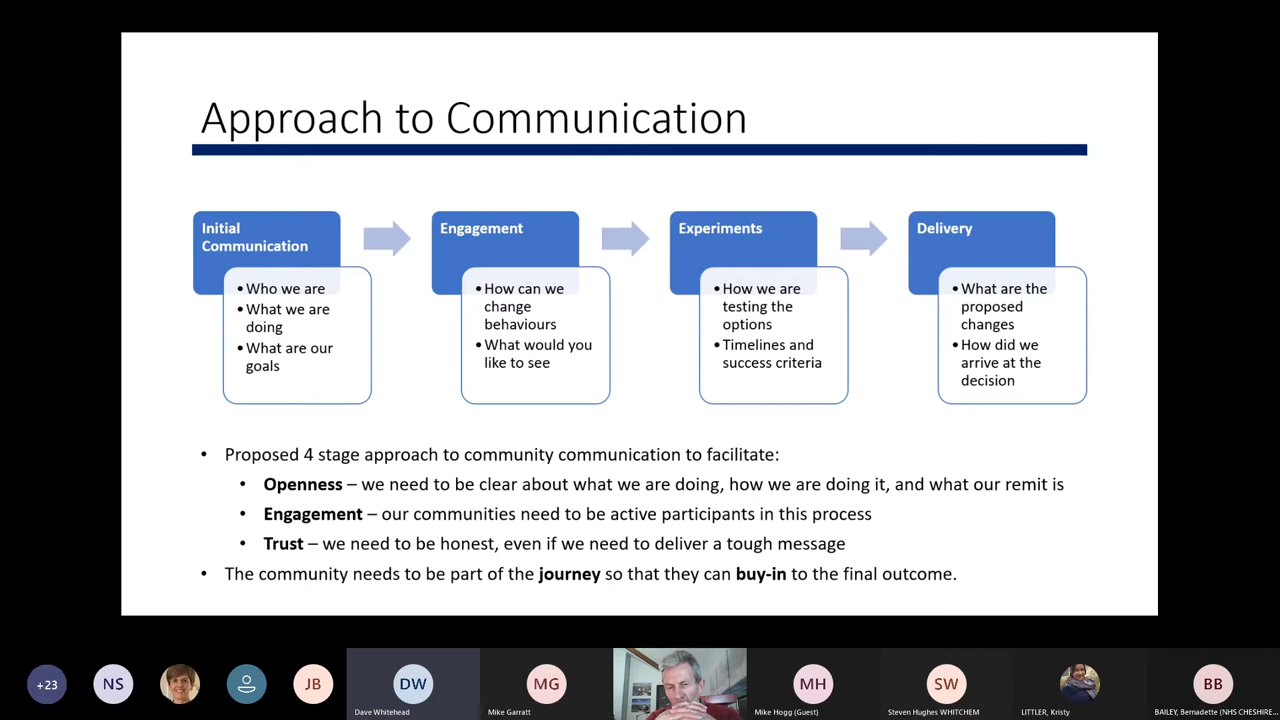 Approach to Communication
Initial
Communication
•Who we are
•What we are
doing
•What are our
goals
Engagement
•How can we
change
behaviours
•What would you
like to see
Experiments
•How we are
testing the
options
•Timelines and
success criteria
Delivery
•What are the
proposed
changes
•How did we
arrive at the
decision
• Proposed 4 stage approach to community communication to facilitate:
• Openness – we need to be clear about what we are doing, how we are doing it, and what our remit is
• Engagement – our communities need to be active participants in this process
• Trust – we need to be honest, even if we need to deliver a tough message
• The community needs to be part of the journey so that they can buy-in to the final outcome.
+23
NS
JB
DW
Dave Whitehead
MG
Mike Garratt
MH
Mike Hogg (Guest)
SW
Steven Hughes WHITCHEM
LITTLER, Kristy
BB
BAILEY, Bernadette (NHS CHESHIRE...